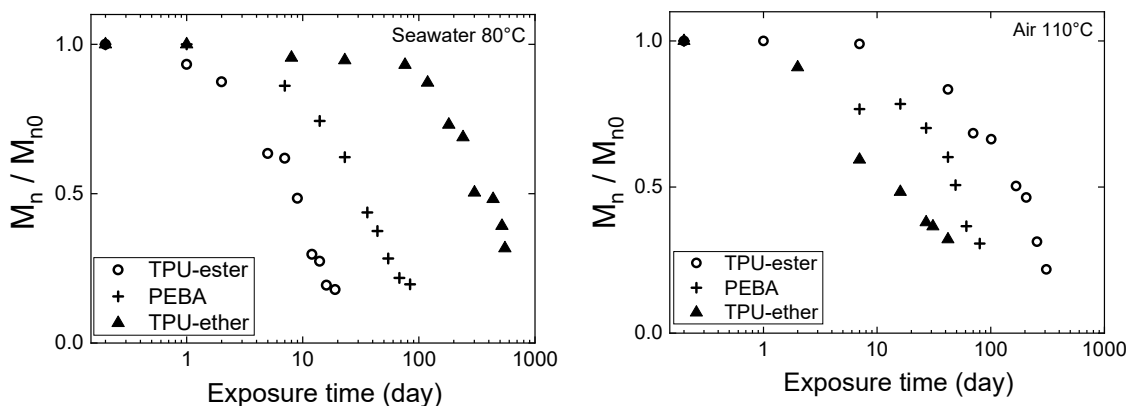 Seawater 80°C
1.0
0.5
0.0
Mn / Mn0
TPU-ester
PEBA
TPU-ether
1 10 100 1000
Exposure time (day)
Air 110°C
1.0
0.5
0.0
Mn / Mn0
TPU-ester
PEBA
TPU-ether
1 10 100 1000
Exposure time (day)